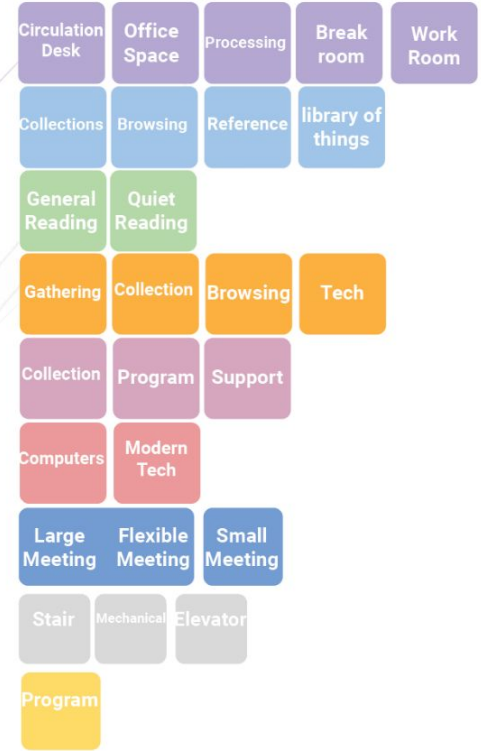 Circulation Desk
Office Space
Processing
Break room
Work Room
Collections
Browsing
Reference
library of things
General Reading
Quiet Reading
Gathering
Collection
Browsing
Tech
Collection
Program
Support
Computers
Modern Tech
Large Meeting
Flexible Meeting
Small Meeting
Stair
Mechanical
Elevator
Program